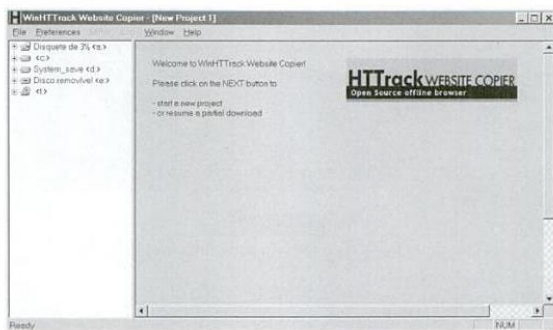 WinHTTrack Website Copier - [New Project 1]
File Preferences Window Help
Disquete de 3½ <a:>
<c:>
System_save <d:>
Disco removível <e:>
Welcome to WinHTTrack Website Copier!
Please click on the NEXT button to
- start a new project
- or resume a partial download
HTTrack WEBSITE COPIER
Open Source offline browser
Ready
NUM